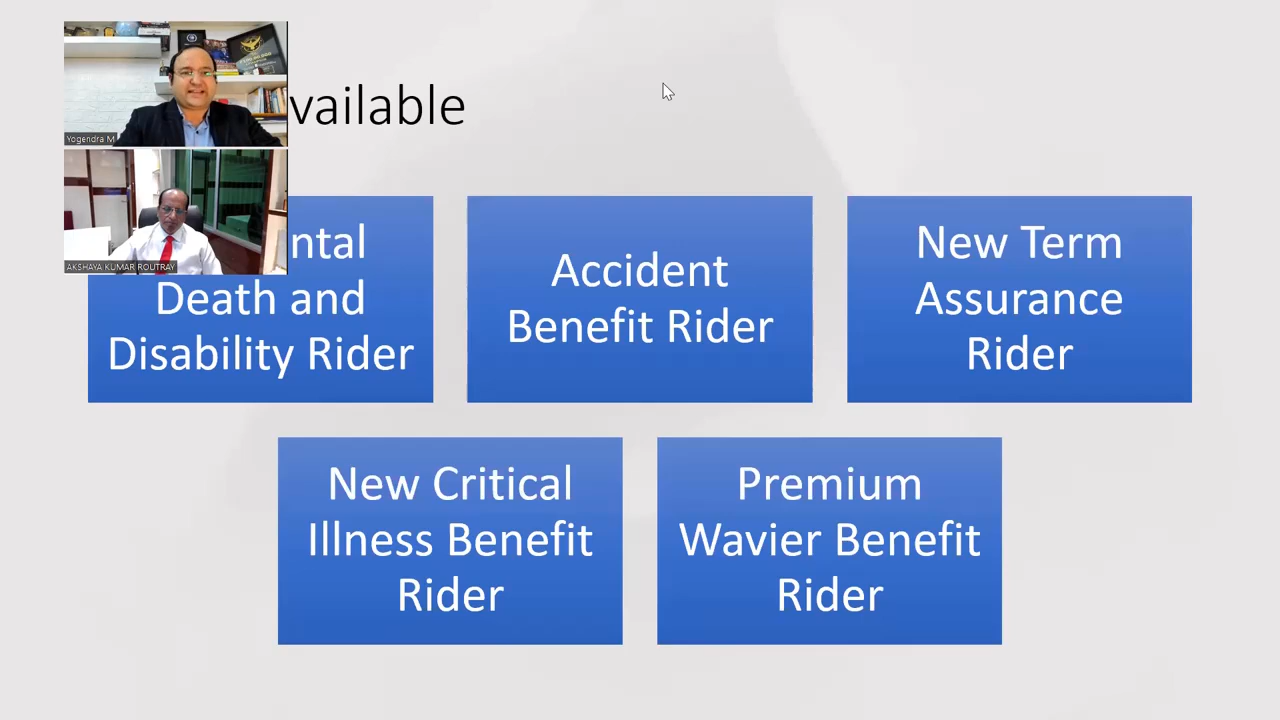 Yogendra M
AKSHAYA KUMAR ROUTRAY
vailable
ntal
Death and
Disability Rider
Accident
Benefit Rider
New Term
Assurance
Rider
New Critical
Illness Benefit
Rider
Premium
Wavier Benefit
Rider